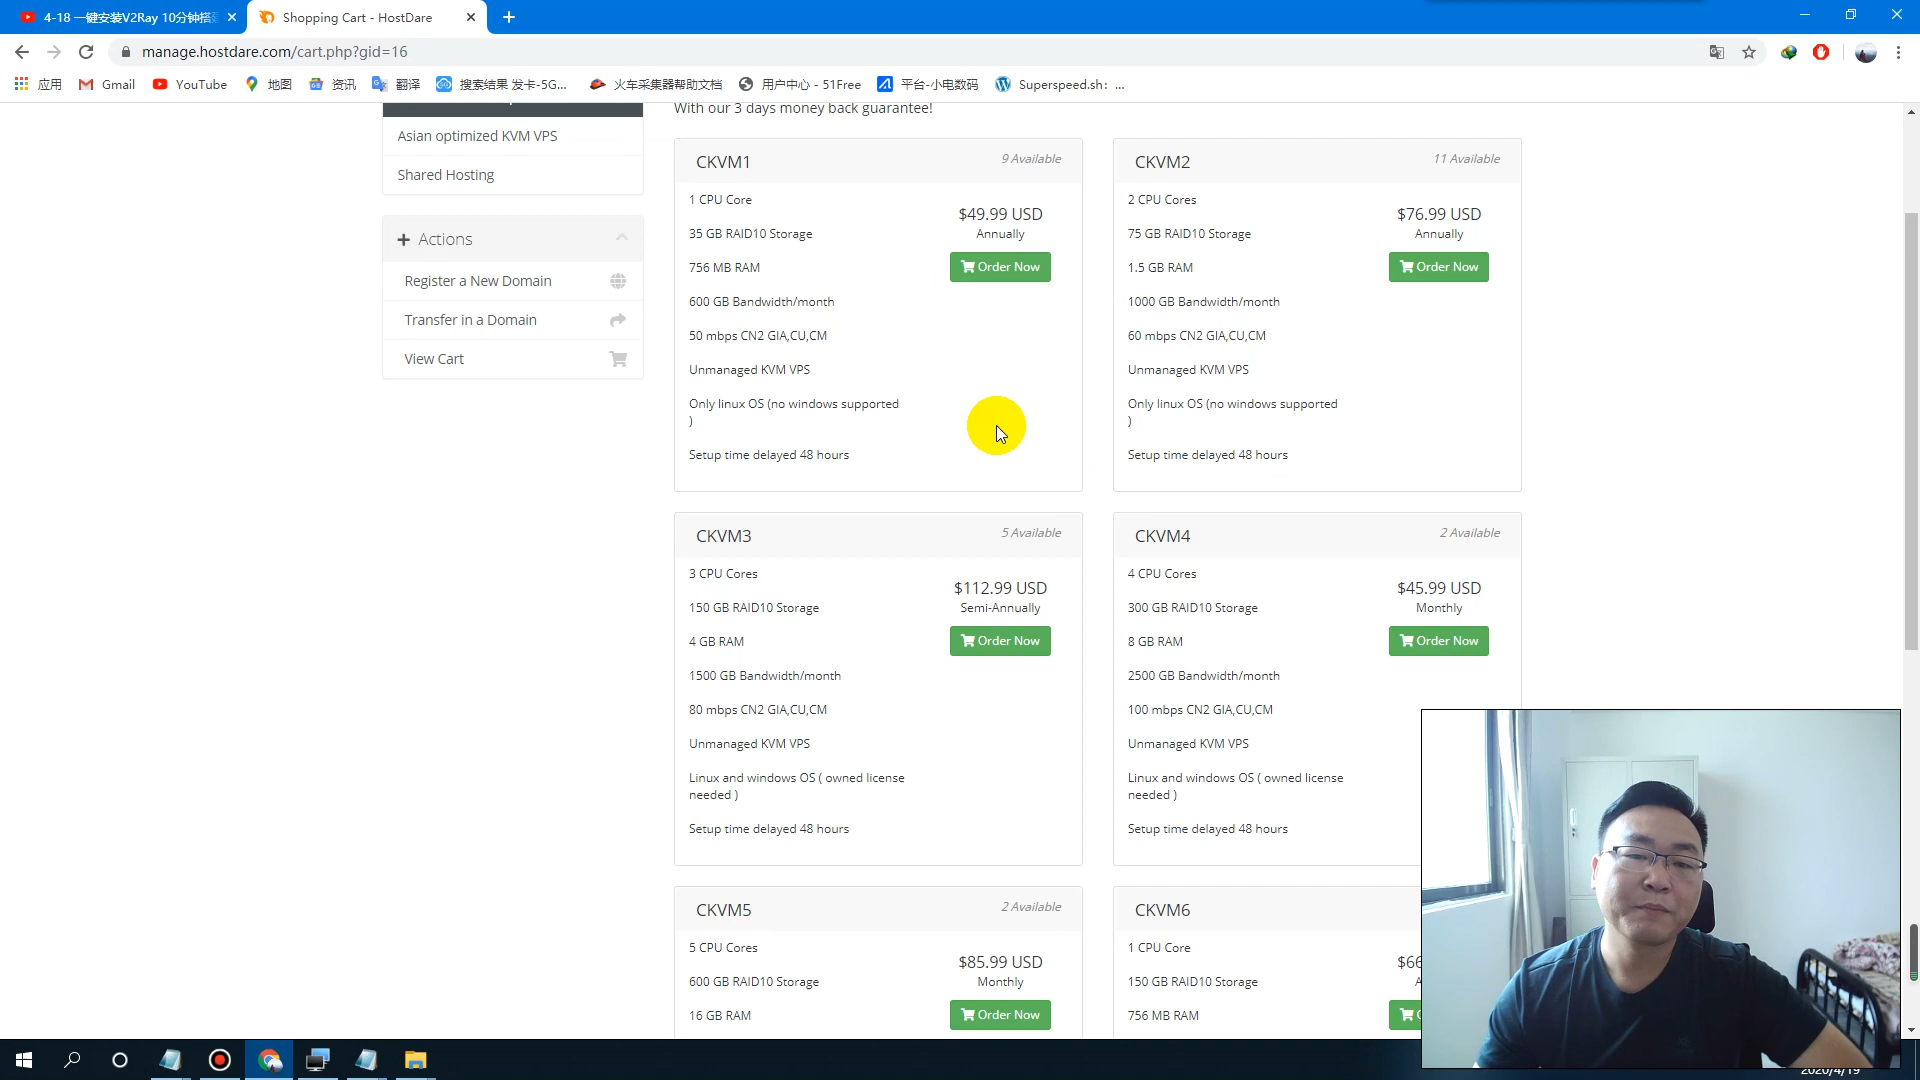 4-18 一键安装V2Ray 10分钟搭
Shopping Cart - HostDare
manage.hostdare.com/cart.php?gid=16
应用
Gmail
YouTube
地图
资讯
翻译
搜索结果 发卡-5G...
火车采集器帮助文档
用户中心 - 51Free
平台-小电数码
Superspeed.sh: ...
With our 3 days money back guarantee!
Asian optimized KVM VPS
Shared Hosting
Actions
Register a New Domain
Transfer in a Domain
View Cart
CKVM1
9 Available
1 CPU Core
35 GB RAID10 Storage
756 MB RAM
600 GB Bandwidth/month
50 mbps CN2 GIA,CU,CM
Unmanaged KVM VPS
Only linux OS (no windows supported
)
Setup time delayed 48 hours
$49.99 USD
Annually
Order Now
CKVM2
11 Available
2 CPU Cores
75 GB RAID10 Storage
1.5 GB RAM
1000 GB Bandwidth/month
60 mbps CN2 GIA,CU,CM
Unmanaged KVM VPS
Only linux OS (no windows supported
)
Setup time delayed 48 hours
$76.99 USD
Annually
Order Now
CKVM3
5 Available
3 CPU Cores
150 GB RAID10 Storage
4 GB RAM
1500 GB Bandwidth/month
80 mbps CN2 GIA,CU,CM
Unmanaged KVM VPS
Linux and windows OS ( owned license
needed )
Setup time delayed 48 hours
$112.99 USD
Semi-Annually
Order Now
CKVM4
2 Available
4 CPU Cores
300 GB RAID10 Storage
8 GB RAM
2500 GB Bandwidth/month
100 mbps CN2 GIA,CU,CM
Unmanaged KVM VPS
Linux and windows OS ( owned license
needed )
Setup time delayed 48 hours
$45.99 USD
Monthly
Order Now
CKVM5
2 Available
5 CPU Cores
600 GB RAID10 Storage
16 GB RAM
$85.99 USD
Monthly
Order Now
CKVM6
1 CPU Core
150 GB RAID10 Storage
756 MB RAM
$66
2020/4/19